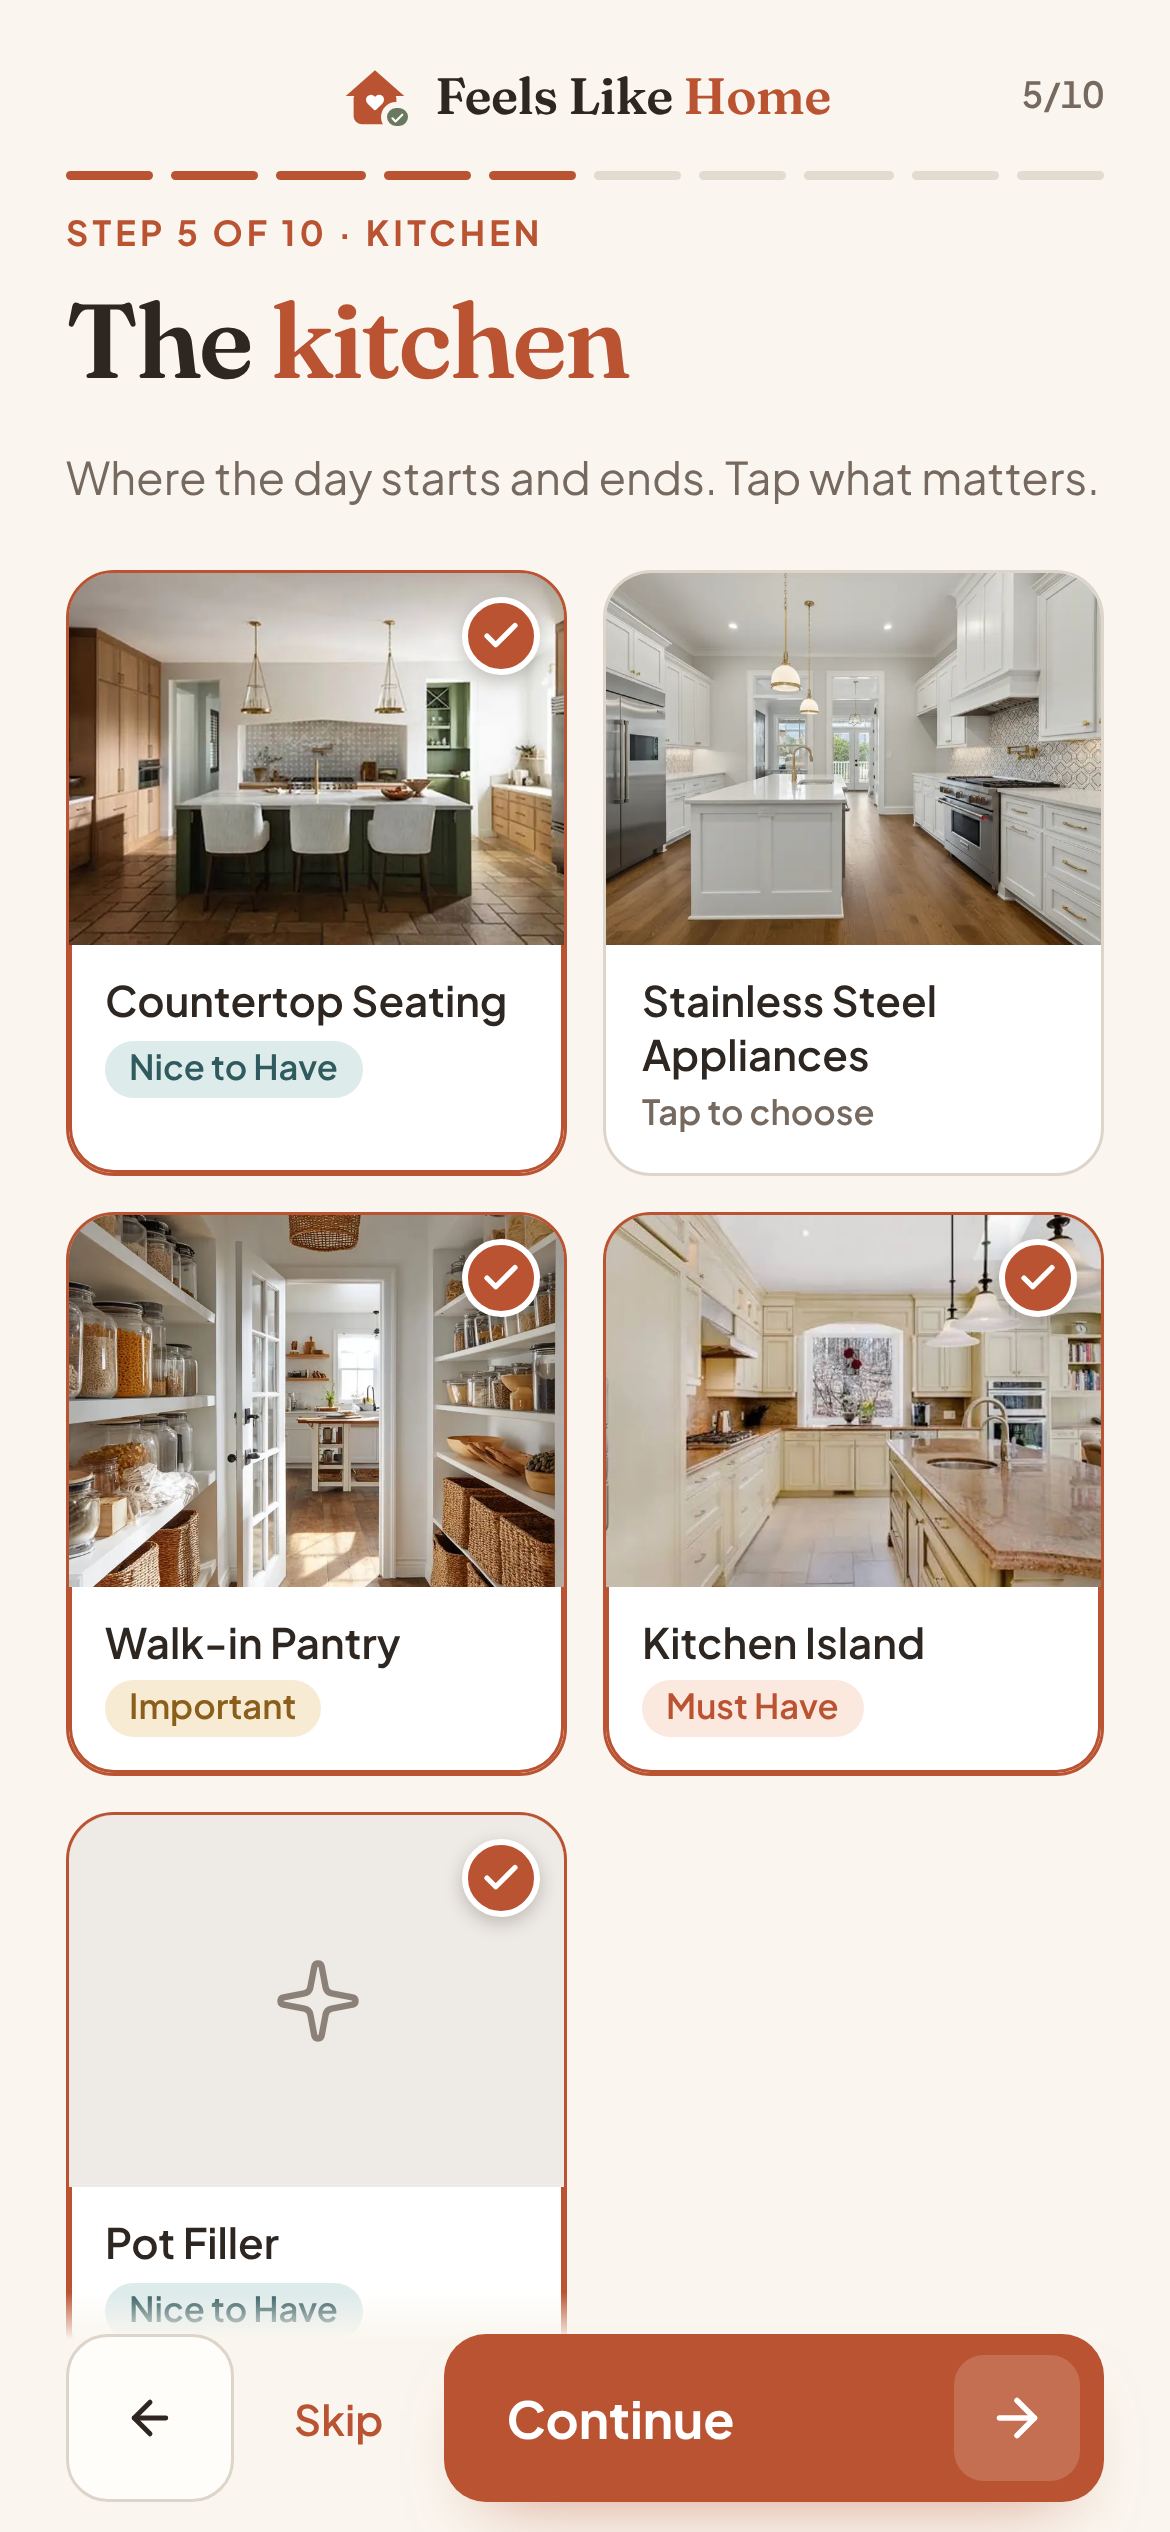 Feels Like Home
5/10
STEP 5 OF 10 · KITCHEN
The kitchen
Where the day starts and ends. Tap what matters.
Countertop Seating
Nice to Have
Stainless Steel
Appliances
Tap to choose
Walk-in Pantry
Important
Kitchen Island
Must Have
Pot Filler
Nice to Have
Skip
Continue